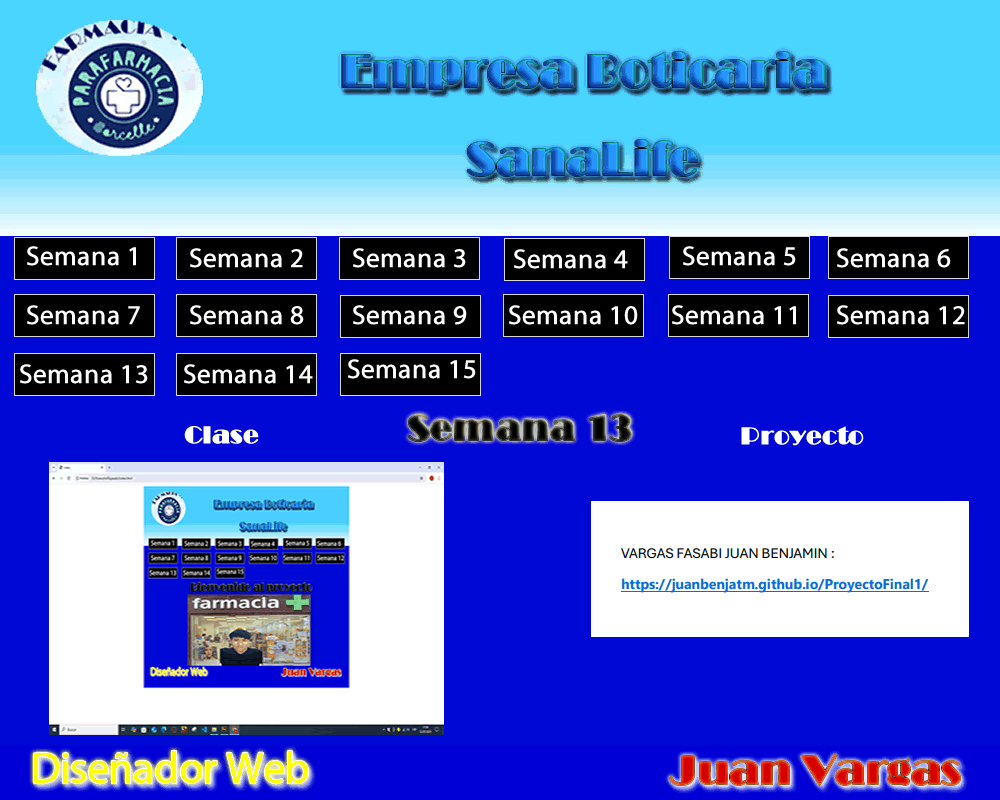 FARMACIA
PARAFARMACIA
Barcelle
Empresa Boticaria
SanaLife
Semana 1
Semana 2
Semana 3
Semana 4
Semana 5
Semana 6
Semana 7
Semana 8
Semana 9
Semana 10
Semana 11
Semana 12
Semana 13
Semana 14
Semana 15
Clase
Semana 13
Proyecto
Empresa Boticaria
SanaLife
Semana 1
Semana 2
Semana 3
Semana 4
Semana 5
Semana 6
Semana 7
Semana 8
Semana 9
Semana 10
Semana 11
Semana 12
Semana 13
Semana 14
Semana 15
Bienvenido al proyecto
farmacia
Diseñador Web
Juan Vargas
VARGAS FASABI JUAN BENJAMIN :
https://juanbenjatm.github.io/ProyectoFinal1/
Diseñador Web
Juan Vargas